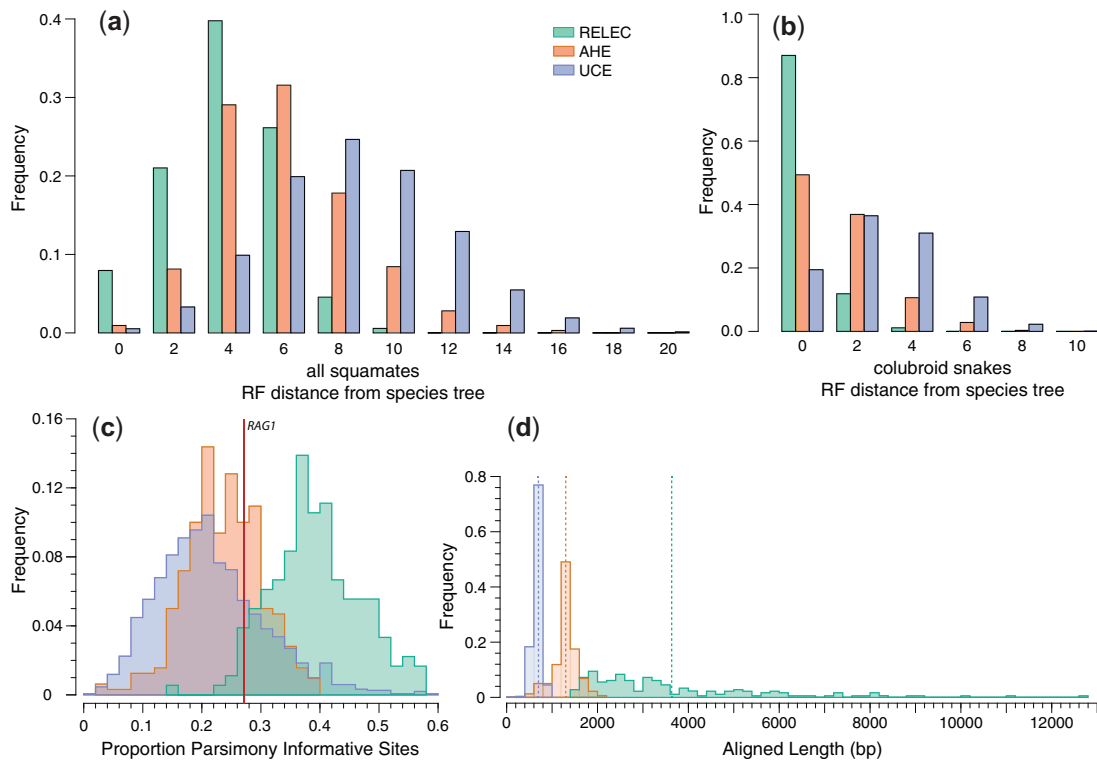 (a)
RELEC
AHE
UCE
Frequency
0.4
0.3
0.2
0.1
0.0
0 2 4 6 8 10 12 14 16 18 20
all squamates
RF distance from species tree
(b)
Frequency
1.0
0.8
0.6
0.4
0.2
0.0
0 2 4 6 8 10
colubroid snakes
RF distance from species tree
(c)
RAG1
Frequency
0.16
0.12
0.08
0.04
0
0 0.1 0.2 0.3 0.4 0.5 0.6
Proportion Parsimony Informative Sites
(d)
Frequency
0.8
0.6
0.4
0.2
0
0 2000 4000 6000 8000 10000 12000
Aligned Length (bp)